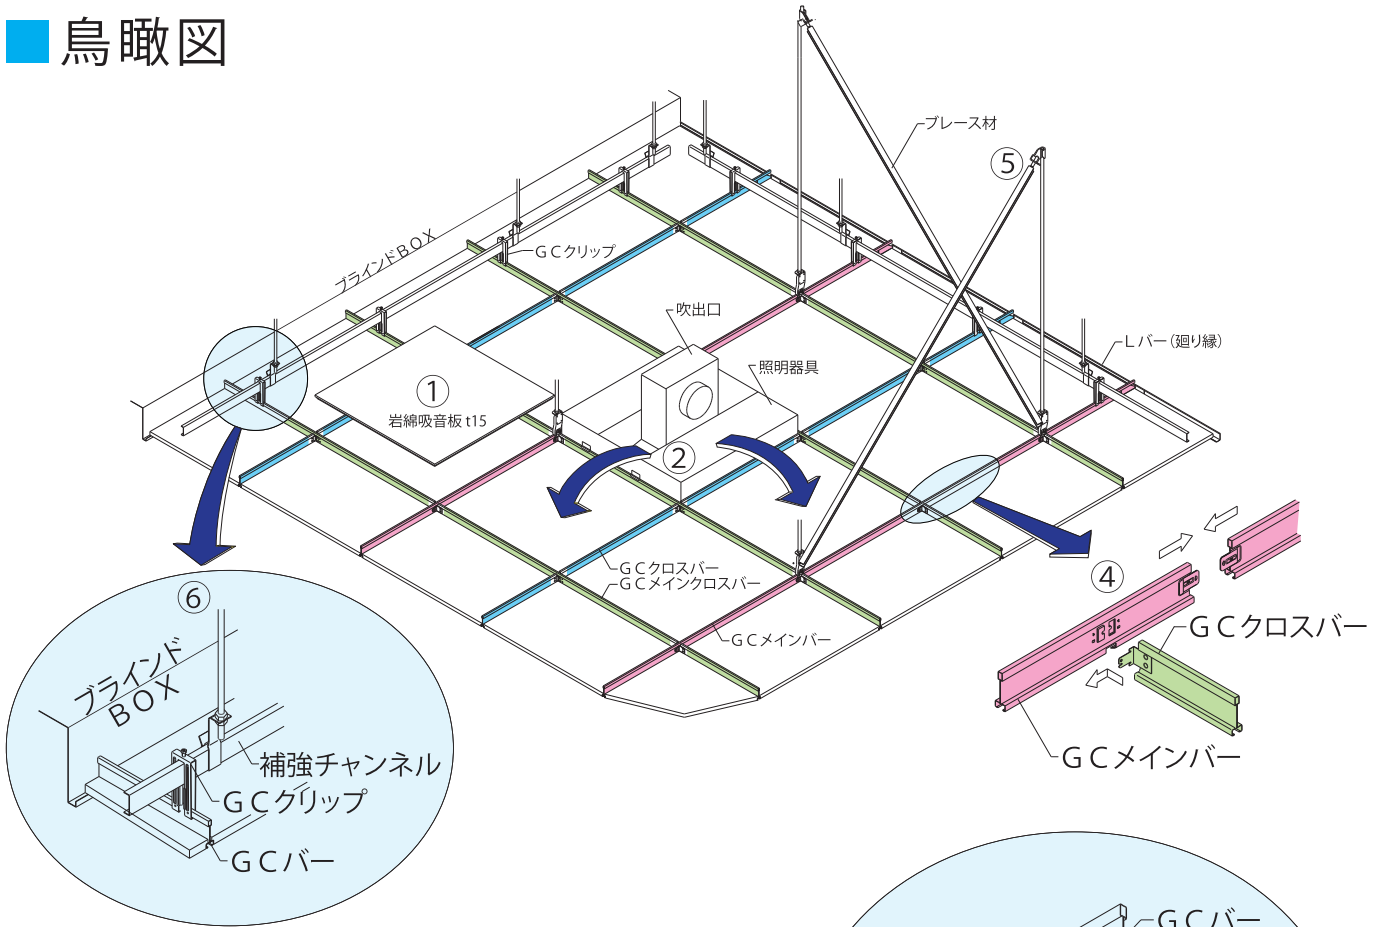 鳥瞰図
ブレース材
⑤
ブラインドBOX
GCクリップ
吹出口
Lバー(廻り縁)
照明器具
①
岩綿吸音板 t15
②
GCクロスバー
GCメインクロスバー
GCメインバー
④
GCクロスバー
GCメインバー
⑥
ブラインド
BOX
補強チャンネル
GCクリップ
GCバー
GCバー